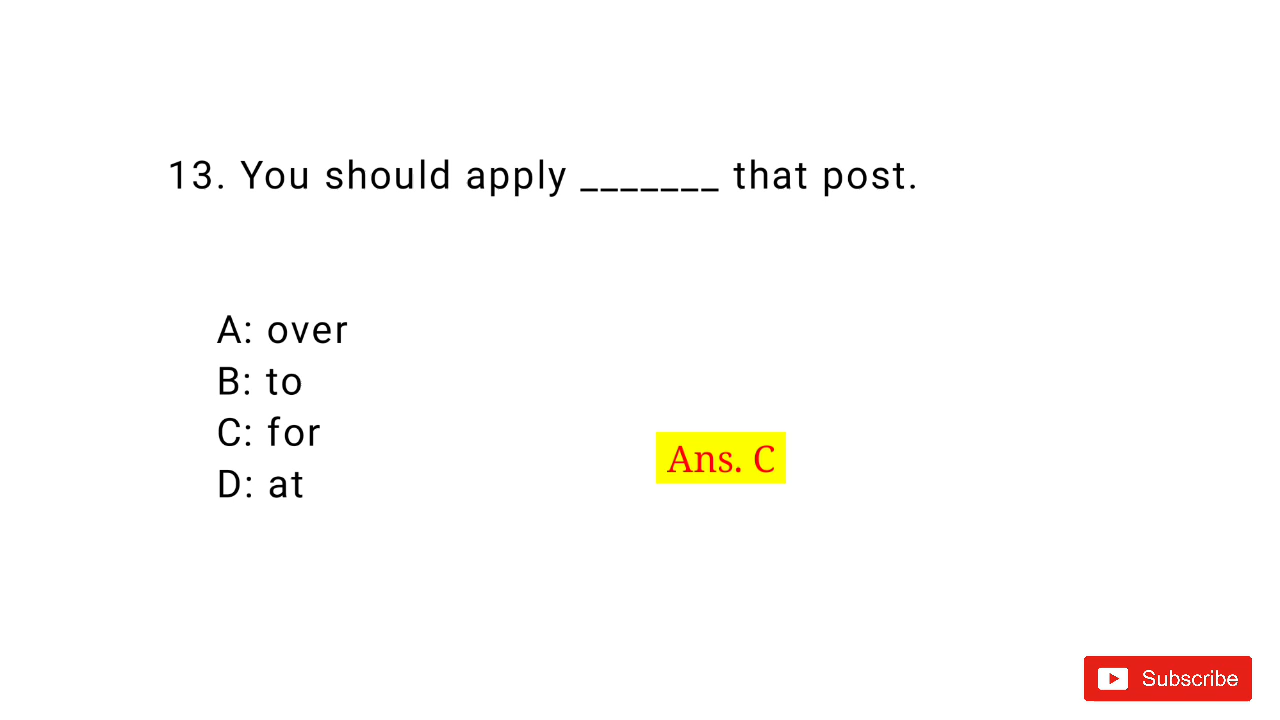 13. You should apply _______ that post.
A: over
B: to
C: for
D: at
Ans. C
Subscribe